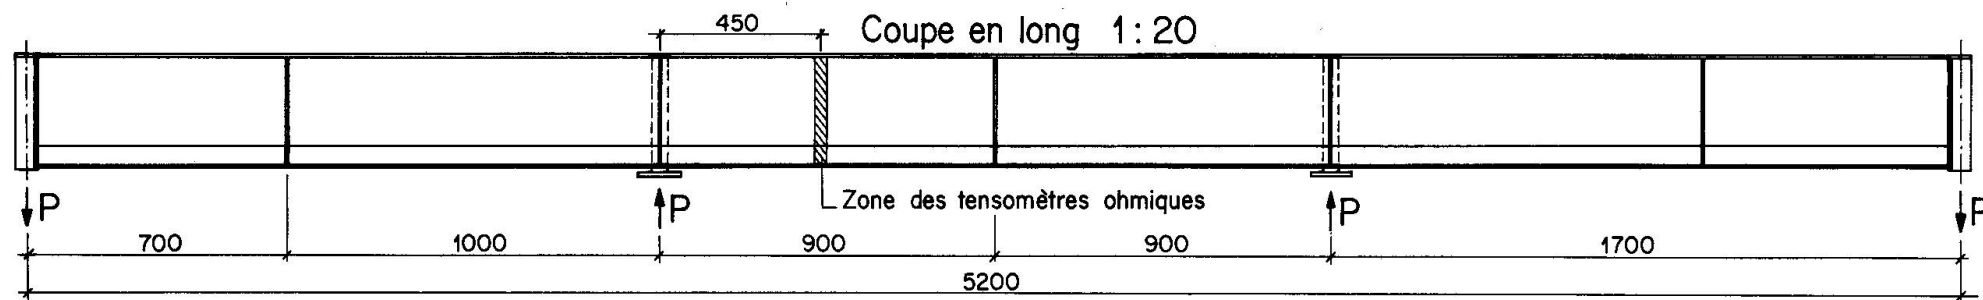 450
Coupe en long 1:20
P
P
Zone des tensomètres ohmiques
P
P
700
1000
900
900
1700
5200